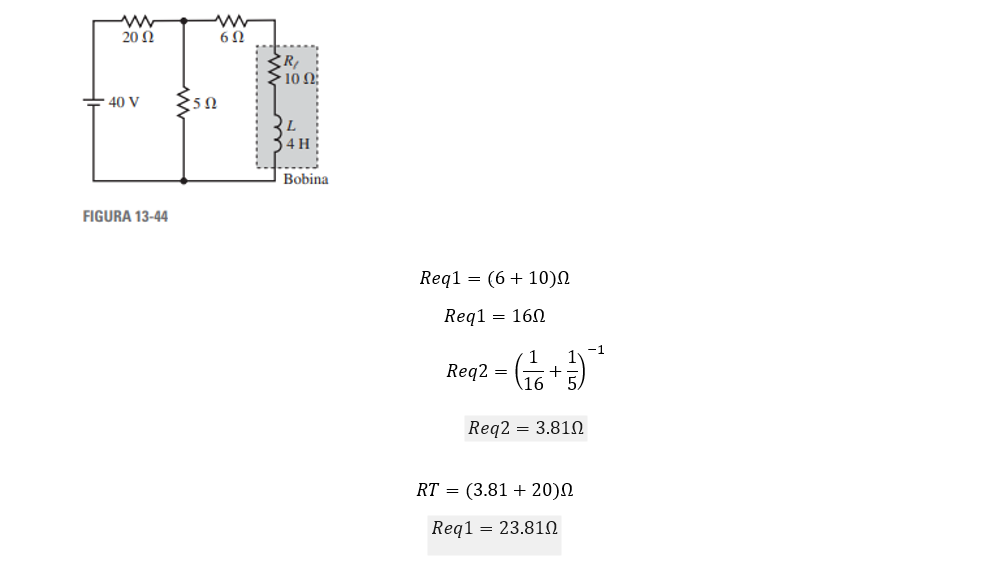 20 Ω
6 Ω
Rℓ
10 Ω
40 V
5 Ω
L
4 H
Bobina
FIGURA 13-44
Req1 = (6 + 10)Ω
Req1 = 16Ω
Req2 = (1/16 + 1/5)⁻¹
Req2 = 3.81Ω
RT = (3.81 + 20)Ω
Req1 = 23.81Ω